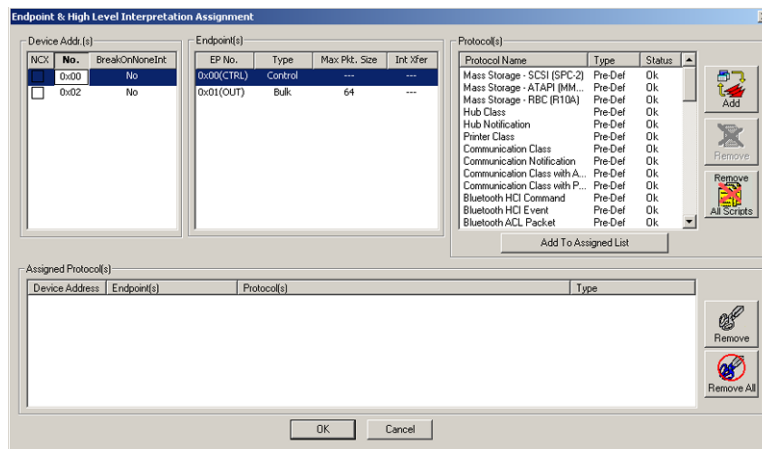 Endpoint & High Level Interpretation Assignment
Device Addr.(s)
NCX No. BreakOnNoneInt
0x00 No
0x02 No
Endpoint(s)
EP No. Type Max Pkt. Size Int Xfer
0x00(CTRL) Control --- ---
0x01(OUT) Bulk 64 ---
Protocol(s)
Protocol Name Type Status
Mass Storage - SCSI (SPC-2) Pre-Def Ok
Mass Storage - ATAPI (MM... Pre-Def Ok
Mass Storage - RBC (R10A) Pre-Def Ok
Hub Class Pre-Def Ok
Hub Notification Pre-Def Ok
Printer Class Pre-Def Ok
Communication Class Pre-Def Ok
Communication Notification Pre-Def Ok
Communication Class with A... Pre-Def Ok
Communication Class with P... Pre-Def Ok
Bluetooth HCI Command Pre-Def Ok
Bluetooth HCI Event Pre-Def Ok
Bluetooth ACL Packet Pre-Def Ok
Add To Assigned List
Add
Remove
Remove
All Scripts
Assigned Protocol(s)
Device Address Endpoint(s) Protocol(s) Type
Remove
Remove All
OK Cancel